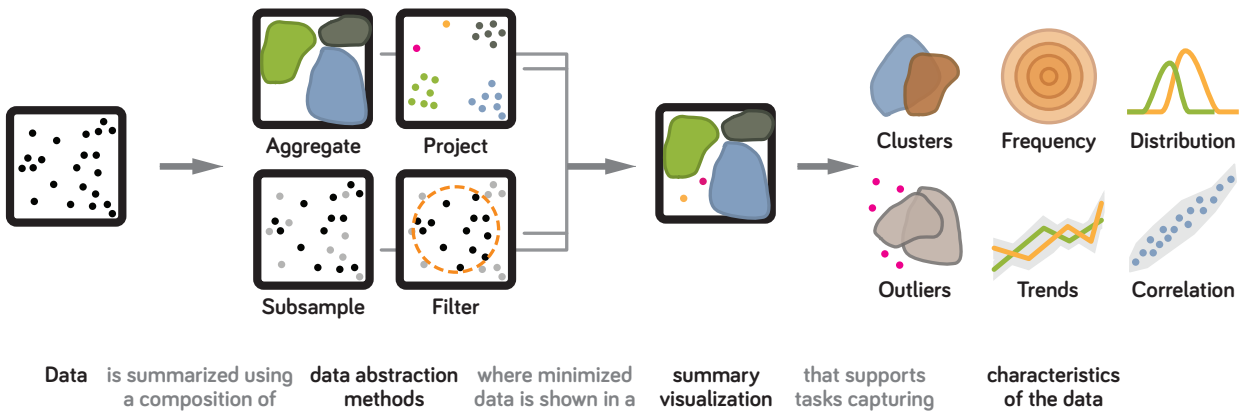 Aggregate
Project
Subsample
Filter
Clusters
Frequency
Distribution
Outliers
Trends
Correlation
Data
is summarized using
a composition of
data abstraction
methods
where minimized
data is shown in a
summary
visualization
that supports
tasks capturing
characteristics
of the data